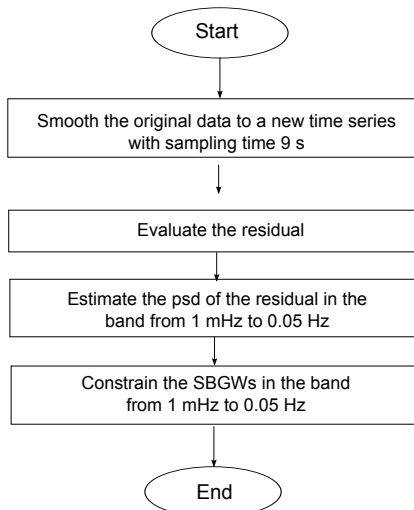 Start
Smooth the original data to a new time series
with sampling time 9 s
Evaluate the residual
Estimate the psd of the residual in the
band from 1 mHz to 0.05 Hz
Constrain the SBGWs in the band
from 1 mHz to 0.05 Hz
End